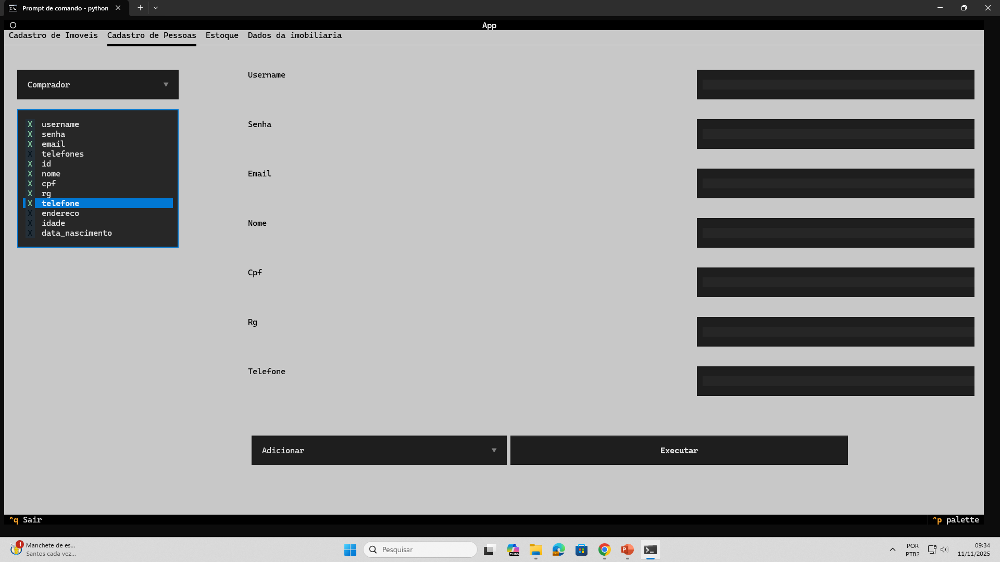 Prompt de comando - python
App
Cadastro de Imoveis Cadastro de Pessoas Estoque Dados da imobiliaria
Comprador ▼
X username
X senha
X email
X telefones
X id
X nome
X cpf
X rg
X telefone
X endereco
X idade
X data_nascimento
Username
Senha
Email
Nome
Cpf
Rg
Telefone
Adicionar ▼
Executar
^q Sair
^p palette
1
Manchete de es...
Santos cada vez...
Pesquisar
M365
POR
PTB2
09:34
11/11/2025